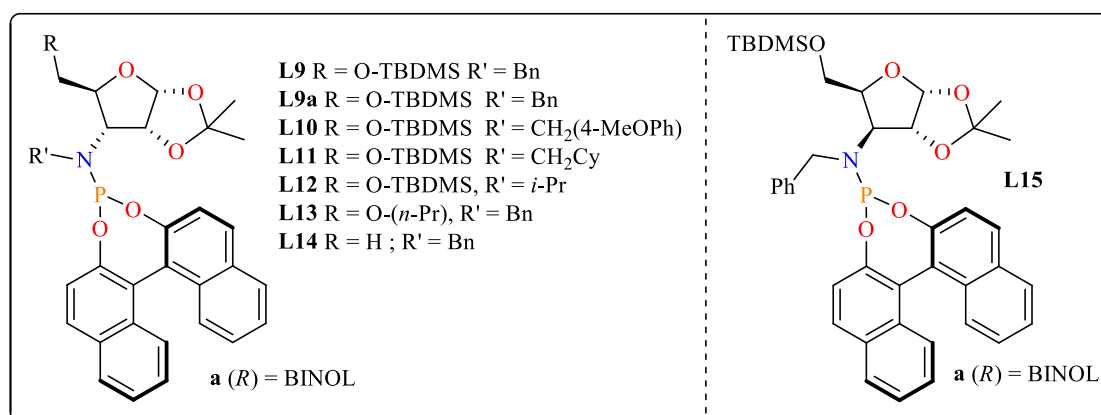 R
O
O
O
R'
N
P
O
O
L9 R = O-TBDMS R' = Bn
L9a R = O-TBDMS R' = Bn
L10 R = O-TBDMS R' = CH2(4-MeOPh)
L11 R = O-TBDMS R' = CH2Cy
L12 R = O-TBDMS, R' = i-Pr
L13 R = O-(n-Pr), R' = Bn
L14 R = H ; R' = Bn
a (R) = BINOL
TBDMSO
O
O
O
N
Ph
P
O
O
L15
a (R) = BINOL